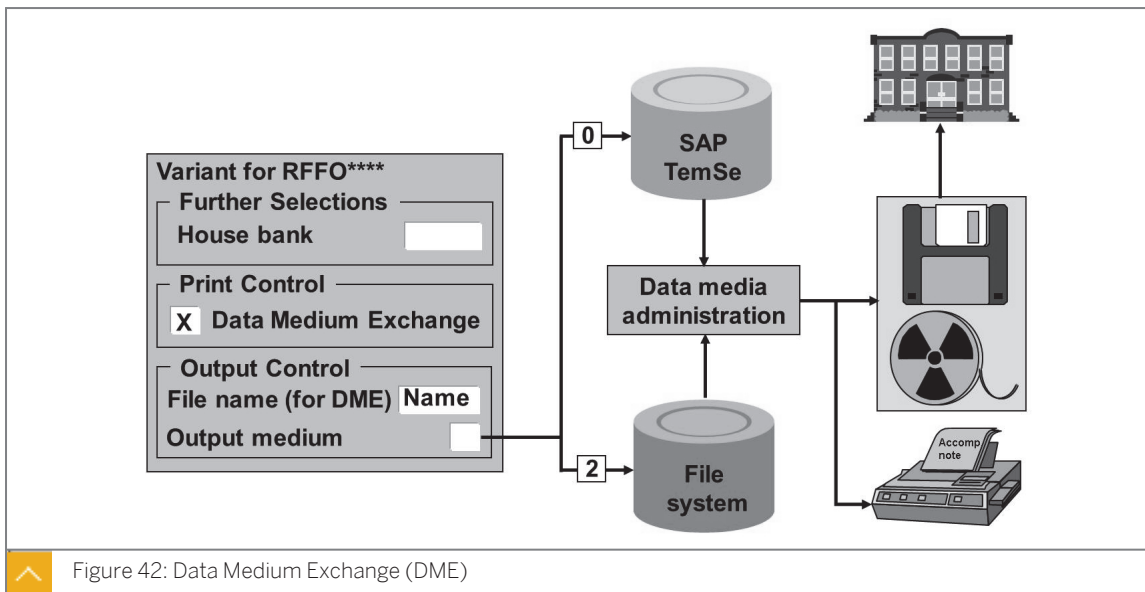 Variant for RFFO****
Further Selections
House bank
Print Control
X Data Medium Exchange
Output Control
File name (for DME) Name
Output medium
0
2
SAP
TemSe
Data media
administration
File
system
Accomp
note
Figure 42: Data Medium Exchange (DME)